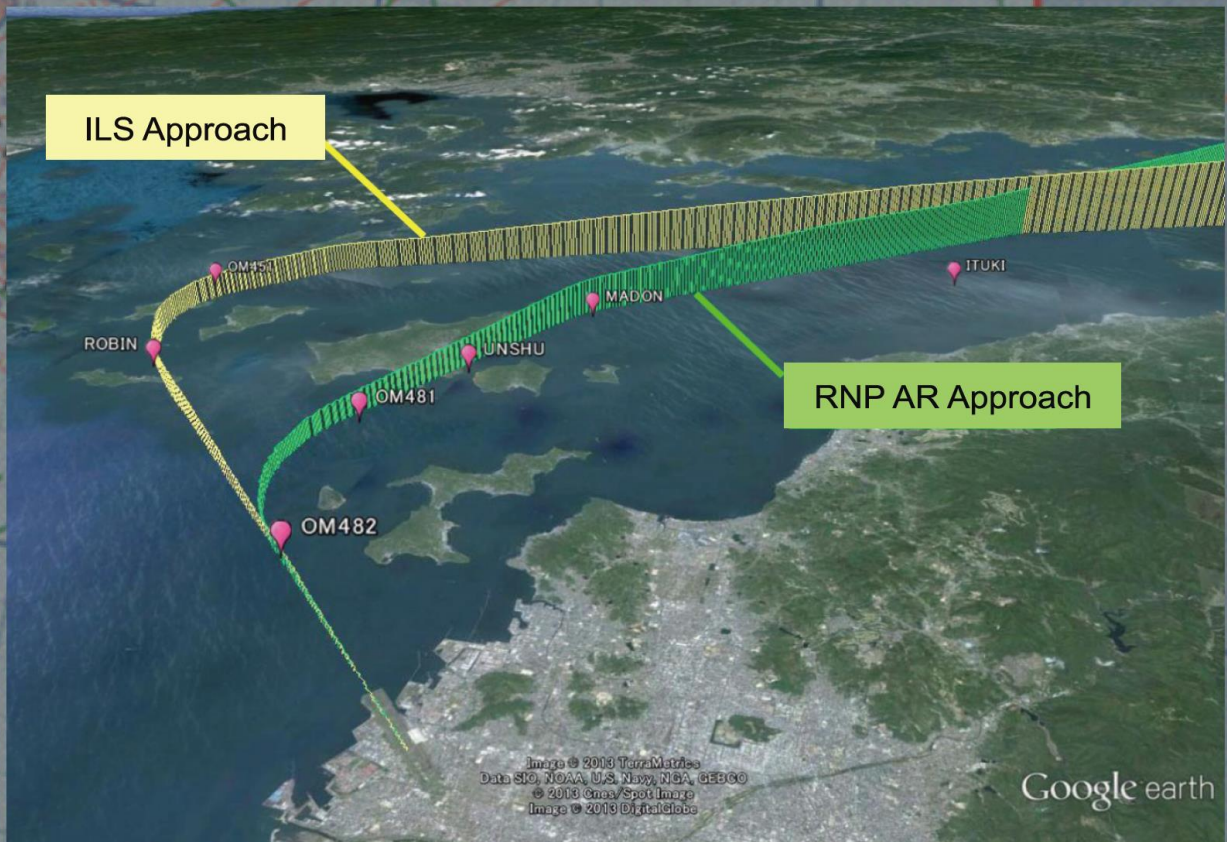 ILS Approach
OM451
ITUKI
MADON
ROBIN
UNSHU
OM481
RNP AR Approach
OM482
Image © 2013 TerraMetrics
Data SIO, NOAA, U.S. Navy, NGA, GEBCO
© 2013 Cnes/Spot Image
Image © 2013 DigitalGlobe
Google earth